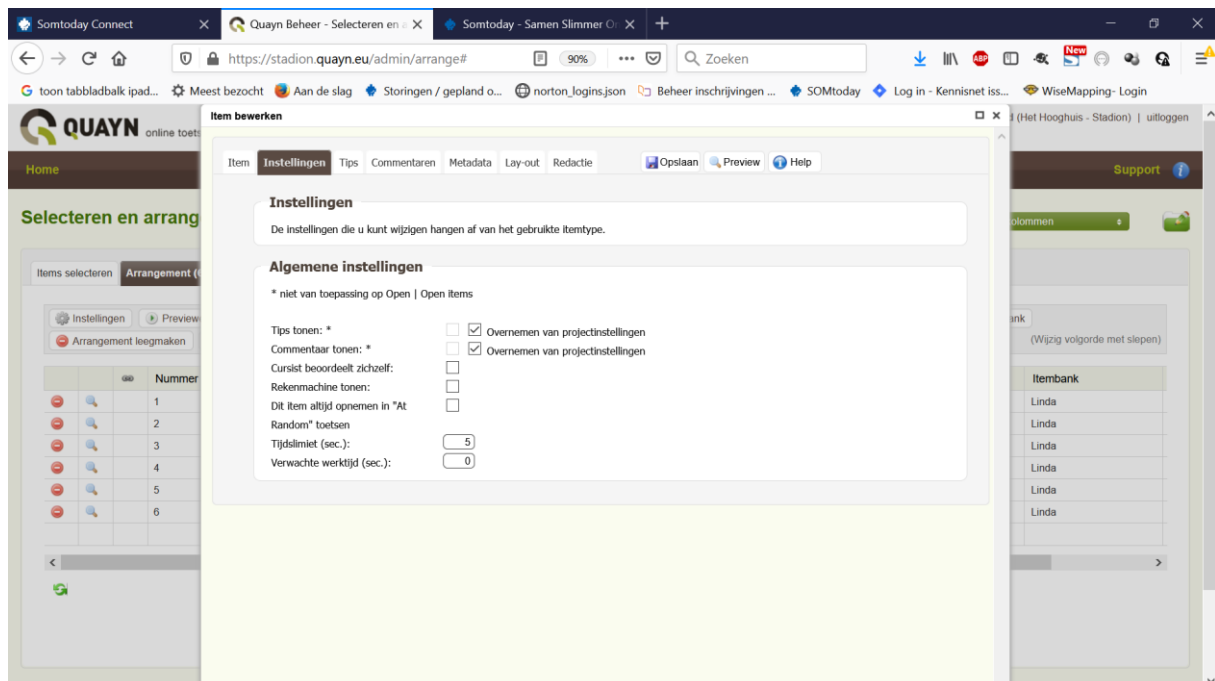 Somtoday Connect
Quayn Beheer - Selecteren en a
Somtoday - Samen Slimmer On
https://stadion.quayn.eu/admin/arrange#
90%
Zoeken
ABP
New
toon tabbladbalk ipad...
Meest bezocht
Aan de slag
Storingen / gepland o...
norton_logins.json
Beheer inschrijvingen ...
SOMtoday
Log in - Kennisnet iss...
WiseMapping- Login
QUAYN online toets
Item bewerken
(Het Hooghuis - Stadion) | uitloggen
Home
Support
Item Instellingen Tips Commentaren Metadata Lay-out Redactie Opslaan Preview Help
Selecteren en arrang
olommen
Instellingen
De instellingen die u kunt wijzigen hangen af van het gebruikte itemtype.
Items selecteren
Arrangement (
Algemene instellingen
* niet van toepassing op Open | Open items
Instellingen
Preview
ank
Arrangement leegmaken
(Wijzig volgorde met slepen)
Tips tonen: * Overnemen van projectinstellingen
Commentaar tonen: * Overnemen van projectinstellingen
Cursist beoordeelt zichzelf:
Rekenmachine tonen:
Dit item altijd opnemen in "At
Random" toetsen
Tijdslimiet (sec.): 5
Verwachte werktijd (sec.): 0
Nummer Itembank
1 Linda
2 Linda
3 Linda
4 Linda
5 Linda
6 Linda